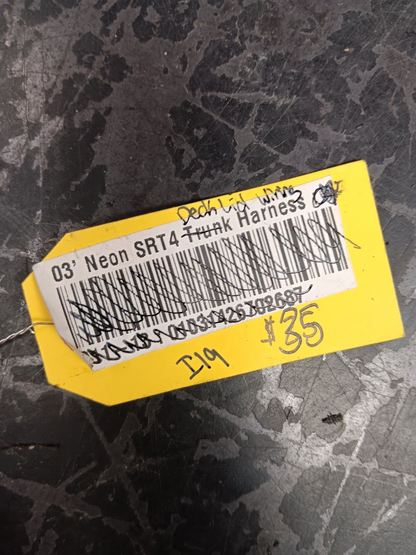 Deck Lid Wire
03' Neon SRT4 Trunk Harness
I19
$35